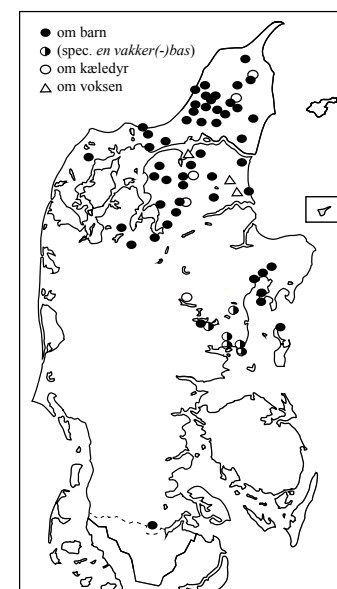 om barn
(spec. en vakker(-)bas)
om kæledyr
om voksen